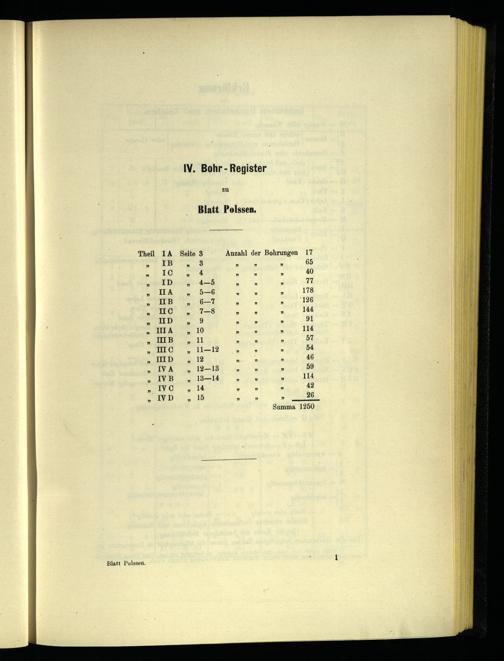 IV. Bohr-Register
zu
Blatt Polssen.
Theil I A Seite 3 Anzahl der Bohrungen 17
„ I B „ 3 „ „ „ 65
„ I C „ 4 „ „ „ 40
„ I D „ 4—5 „ „ „ 77
„ II A „ 5—6 „ „ „ 178
„ II B „ 6—7 „ „ „ 126
„ II C „ 7—8 „ „ „ 144
„ II D „ 9 „ „ „ 91
„ III A „ 10 „ „ „ 114
„ III B „ 11 „ „ „ 57
„ III C „ 11—12 „ „ „ 54
„ III D „ 12 „ „ „ 46
„ IV A „ 12—13 „ „ „ 59
„ IV B „ 13—14 „ „ „ 114
„ IV C „ 14 „ „ „ 42
„ IV D „ 15 „ „ „ 26
Summa 1250
Blatt Polssen. 1